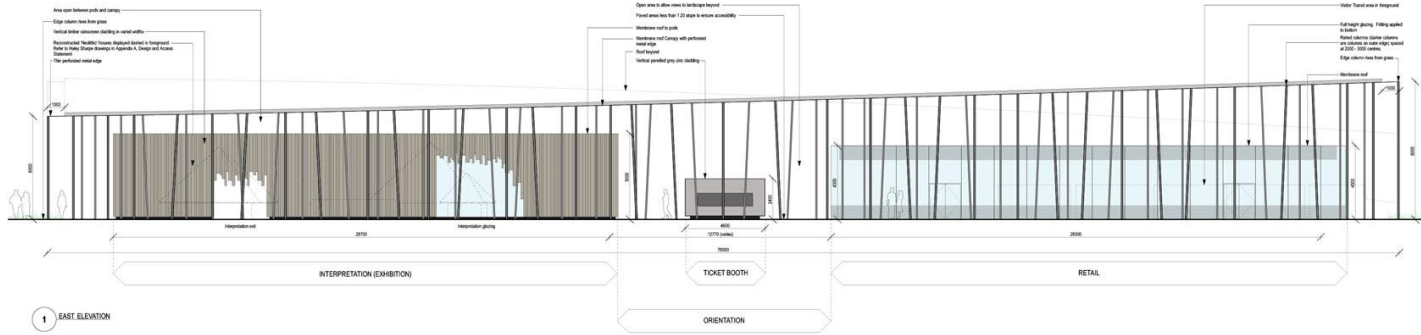 Area open between pods and canopy
Edge column rises from grass
Vertical timber sunscreen cladding in varied widths
Reconstructed 'Neolithic' houses displayed dashed in foreground.
Refer to Haley Sharpe drawings in Appendix A, Design and Access
Statement
Thin perforated metal edge
Open area to allow views to landscape beyond
Paved areas less than 1:20 slope to ensure accessibility
Membrane roof to pods
Membrane roof Canopy with perforated
metal edge
Roof beyond
Vertical panelled grey zinc cladding
Visitor Transit area in foreground
Full height glazing. Fritting applied
to
Raked columns (darker columns
are columns on outer edge) spaced
at 2000 - 3000 centres
Edge column rises from grass
Membrane roof
1000
1000
6000
5000
2400
4300
4500
8000
Interpretation exit
Interpretation glazing
4600
28700
12770 (varies)
76000
INTERPRETATION (EXHIBITION)
TICKET BOOTH
RETAIL
ORIENTATION
1 EAST ELEVATION